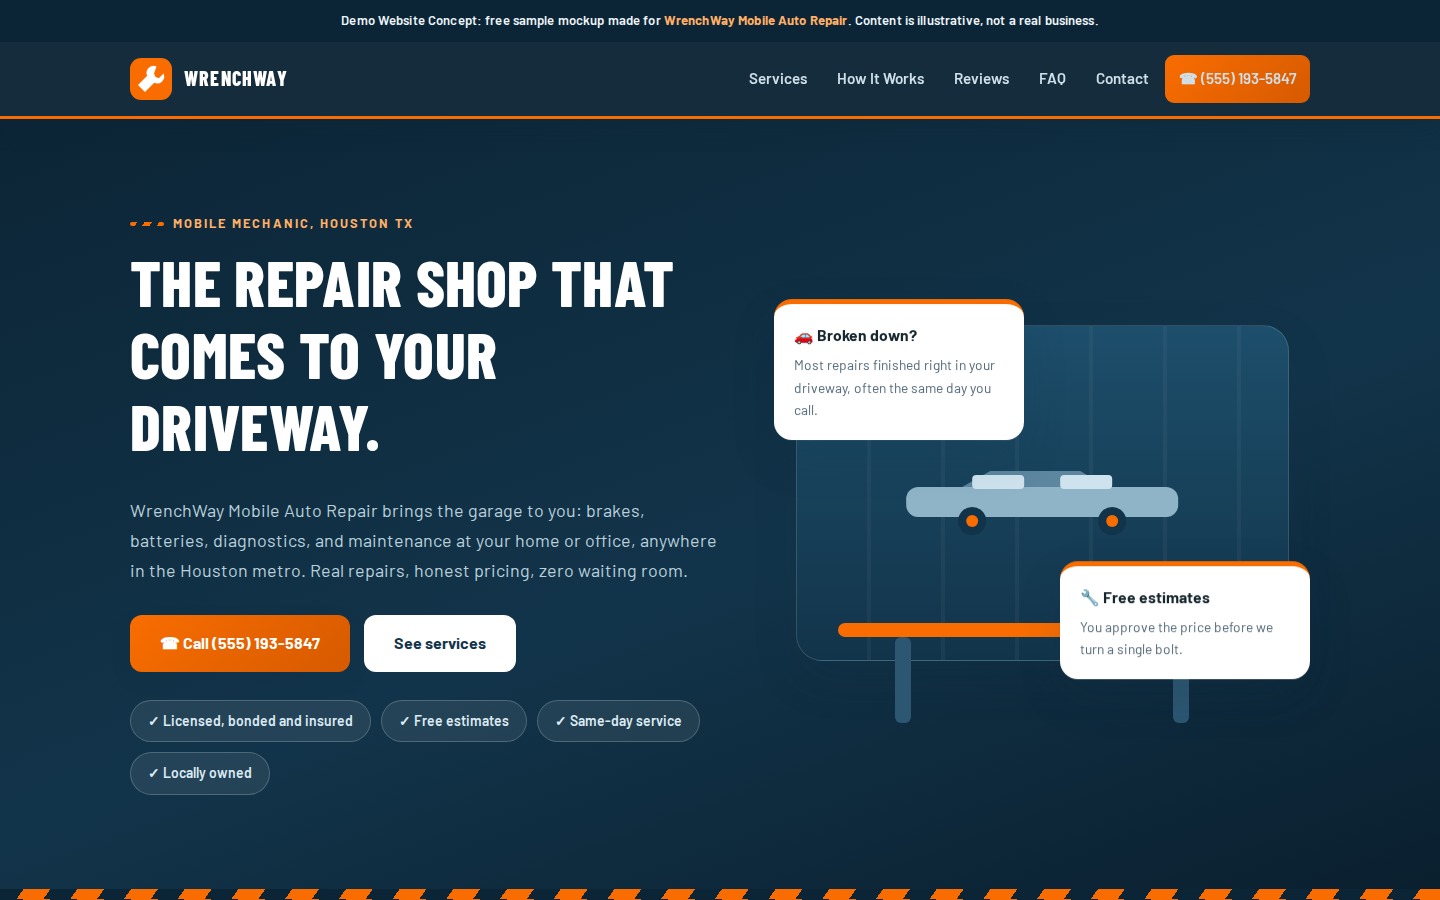 Demo Website Concept: free sample mockup made for WrenchWay Mobile Auto Repair. Content is illustrative, not a real business.
WRENCHWAY
Services
How It Works
Reviews
FAQ
Contact
☎ (555) 193-5847
MOBILE MECHANIC, HOUSTON TX
THE REPAIR SHOP THAT
COMES TO YOUR
DRIVEWAY.
WrenchWay Mobile Auto Repair brings the garage to you: brakes,
batteries, diagnostics, and maintenance at your home or office, anywhere
in the Houston metro. Real repairs, honest pricing, zero waiting room.
☎ Call (555) 193-5847
See services
✓ Licensed, bonded and insured
✓ Free estimates
✓ Same-day service
✓ Locally owned
🚗 Broken down?
Most repairs finished right in your
driveway, often the same day you
call.
🔧 Free estimates
You approve the price before we
turn a single bolt.